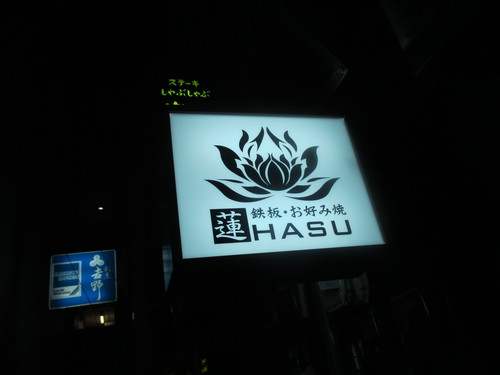 ステーキ
しゃぶしゃぶ
鉄板・お好み焼
蓮 HASU
吉野